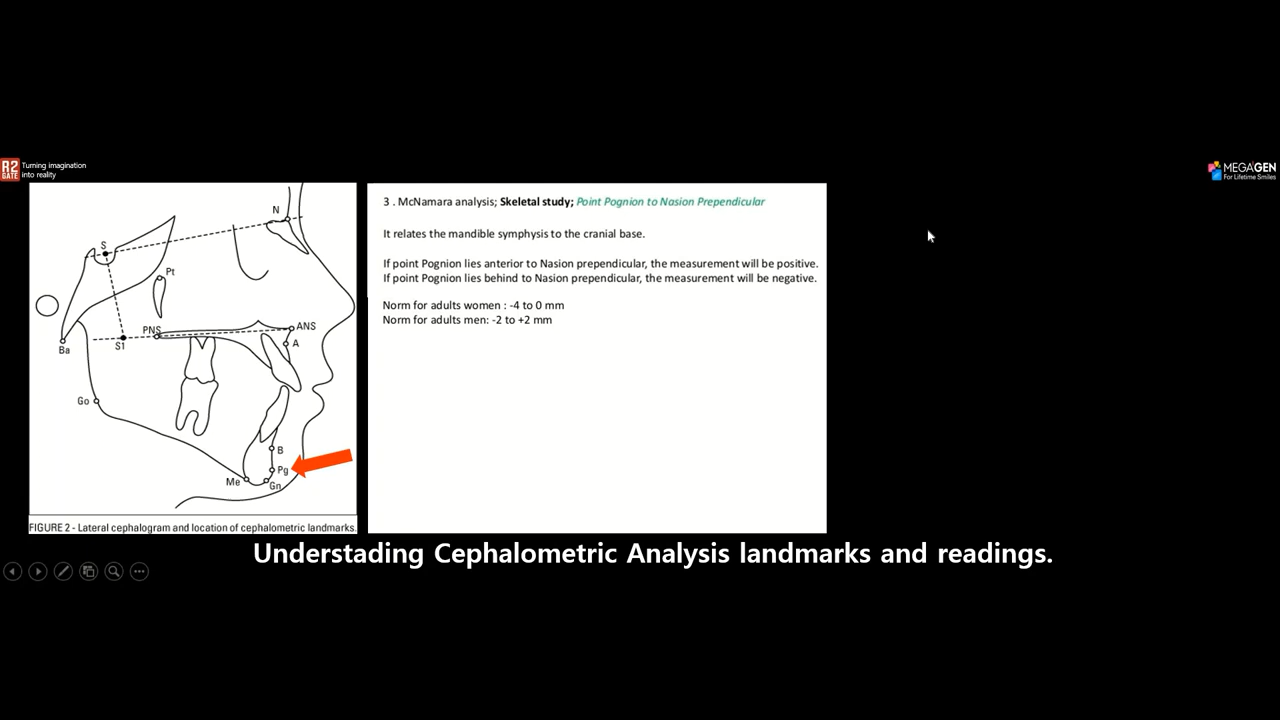 R2
GATE
Turning imagination
into reality
MEGAGEN
For Lifetime Smiles
N
S
Pt
PNS
ANS
S1
A
Ba
Go
B
Pg
Me
Gn
FIGURE 2 - Lateral cephalogram and location of cephalometric landmarks.
3 . McNamara analysis; Skeletal study; Point Pognion to Nasion Prependicular
It relates the mandible symphysis to the cranial base.
If point Pognion lies anterior to Nasion prependicular, the measurement will be positive.
If point Pognion lies behind to Nasion prependicular, the measurement will be negative.
Norm for adults women : -4 to 0 mm
Norm for adults men: -2 to +2 mm
Understading Cephalometric Analysis landmarks and readings.